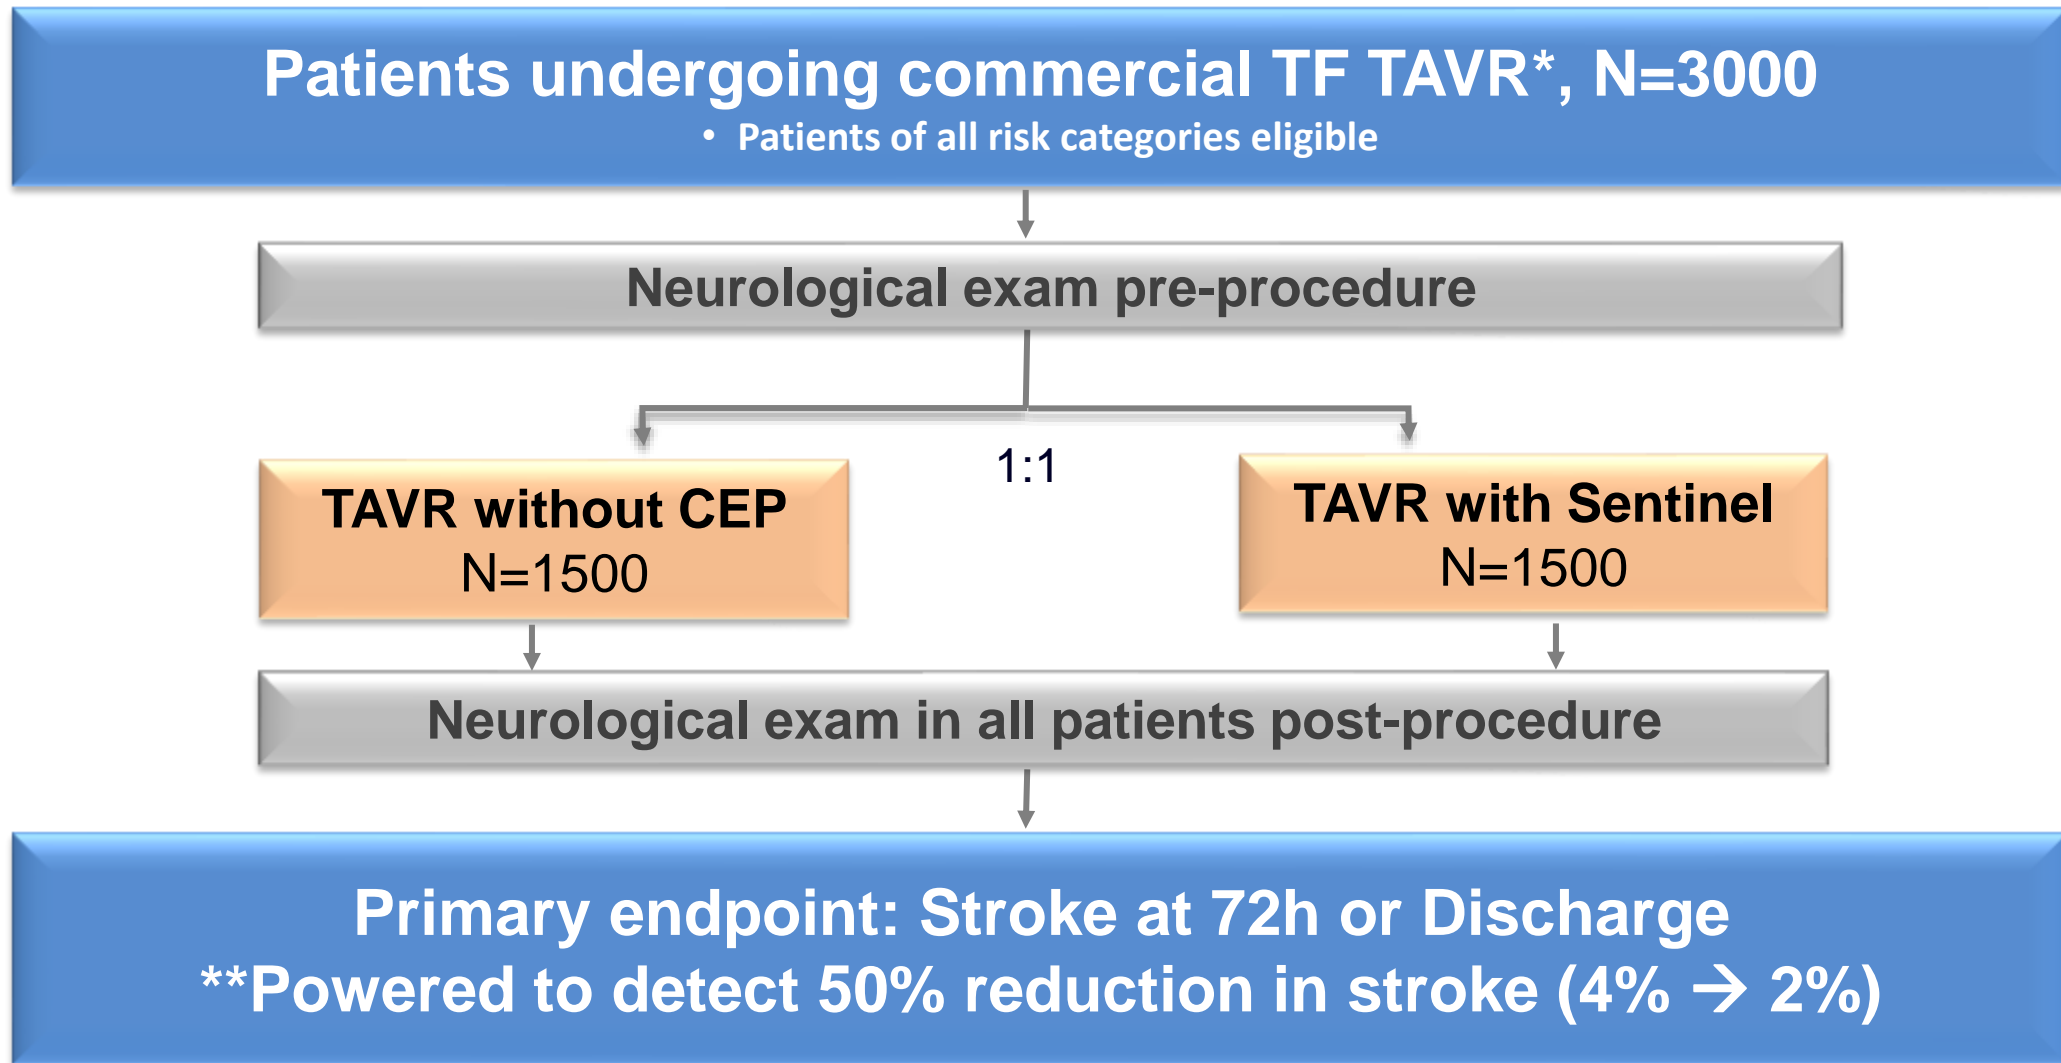 Patients undergoing commercial TF TAVR*, N=3000
• Patients of all risk categories eligible
Neurological exam pre-procedure
1:1
TAVR without CEP
N=1500
TAVR with Sentinel
N=1500
Neurological exam in all patients post-procedure
Primary endpoint: Stroke at 72h or Discharge
**Powered to detect 50% reduction in stroke (4% → 2%)